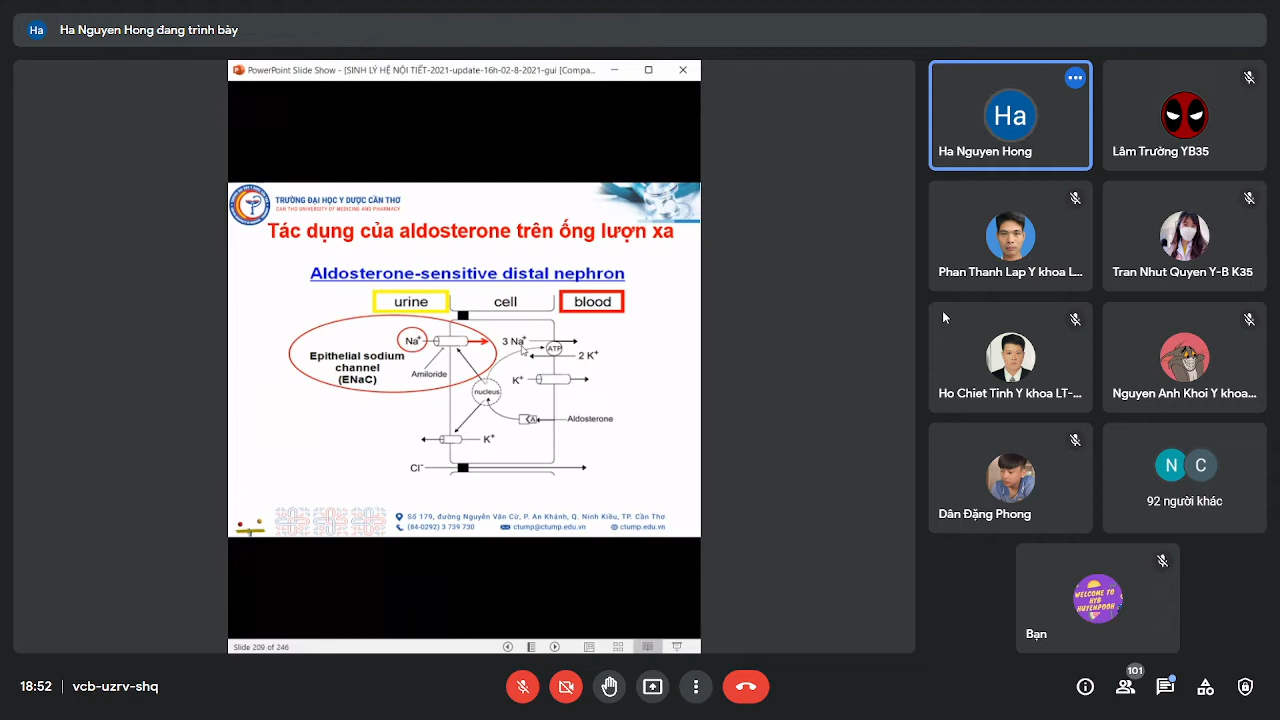 Ha
Ha Nguyen Hong đang trình bày
PowerPoint Slide Show - [SINH LÝ HỆ NỘI TIẾT-2021-update-16h-02-8-2021-gui [Compa...
TRƯỜNG ĐẠI HỌC Y DƯỢC CẦN THƠ
CAN THO UNIVERSITY OF MEDICINE AND PHARMACY
Tác dụng của aldosterone trên ống lượn xa
Aldosterone-sensitive distal nephron
urine
cell
blood
Na+
3 Na+
ATP
2 K+
Epithelial sodium
channel
(ENaC)
Amiloride
K+
nucleus
A
Aldosterone
K+
Cl-
Số 179, đường Nguyễn Văn Cừ, P. An Khánh, Q. Ninh Kiều, TP. Cần Thơ
(84-0292) 3 739 730
ctump@ctump.edu.vn
ctump.edu.vn
Slide 209 of 246
Ha
Ha Nguyen Hong
Lâm Trường YB35
Phan Thanh Lap Y khoa L...
Tran Nhut Quyen Y-B K35
Ho Chiet Tinh Y khoa LT-...
Nguyen Anh Khoi Y khoa...
Dân Đặng Phong
N
C
92 người khác
WELCOME TO
HYB
HUYENPOOH
Bạn
18:52
vcb-uzrv-shq
101